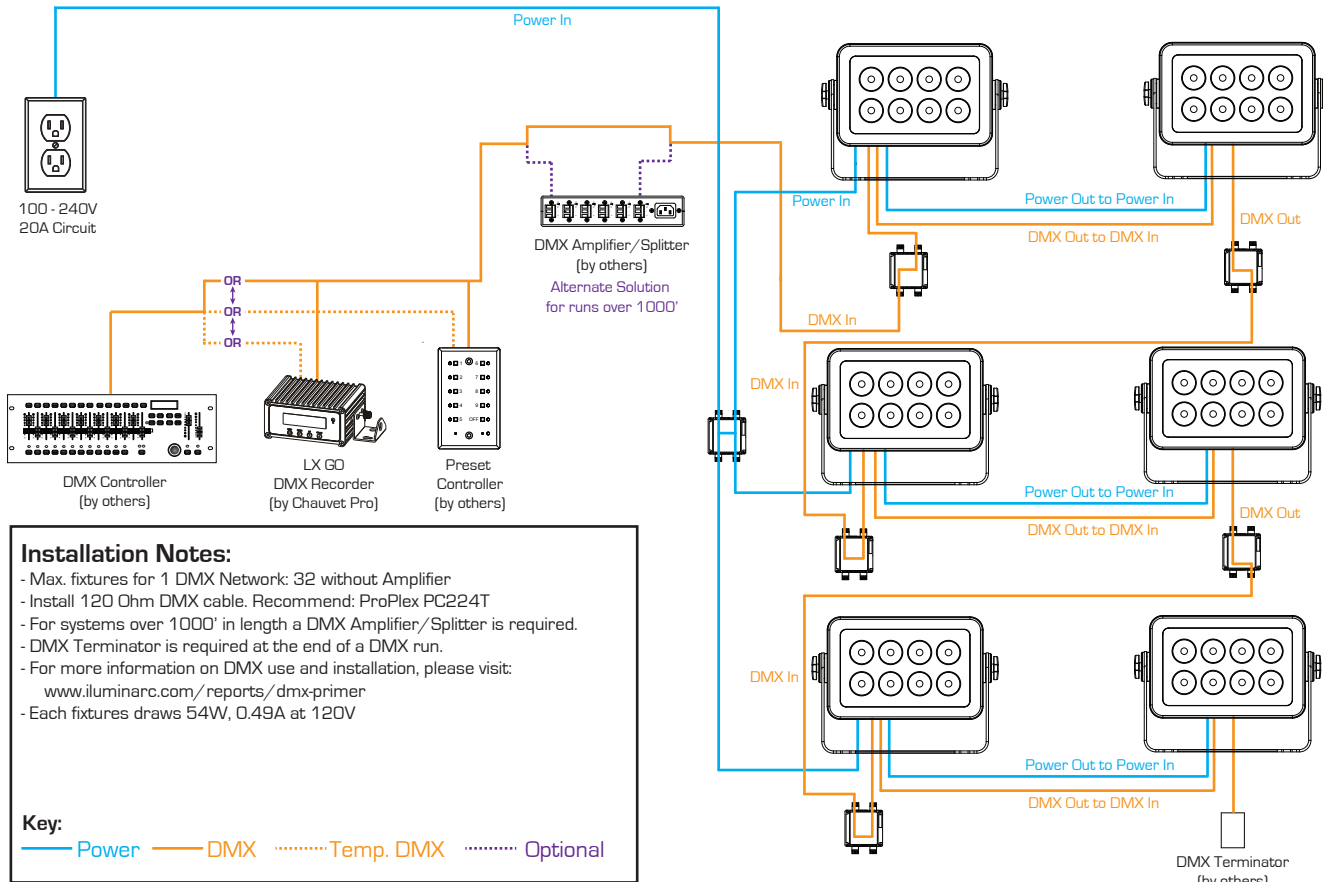 Power In
100 - 240V
20A Circuit
DMX Amplifier/Splitter
(by others)
Alternate Solution
for runs over 1000'
OR
OR
OR
DMX Controller
(by others)
LX GO
DMX Recorder
(by Chauvet Pro)
OFF
Preset
Controller
(by others)
Power In
Power Out to Power In
DMX Out to DMX In
DMX Out
DMX In
DMX In
Power Out to Power In
DMX Out to DMX In
DMX Out
DMX In
Power Out to Power In
DMX Out to DMX In
DMX Terminator
(by others)
Installation Notes:
- Max. fixtures for 1 DMX Network: 32 without Amplifier
- Install 120 Ohm DMX cable. Recommend: ProPlex PC224T
- For systems over 1000' in length a DMX Amplifier/Splitter is required.
- DMX Terminator is required at the end of a DMX run.
- For more information on DMX use and installation, please visit:
www.iluminarc.com/reports/dmx-primer
- Each fixtures draws 54W, 0.49A at 120V
Key:
Power DMX Temp. DMX Optional